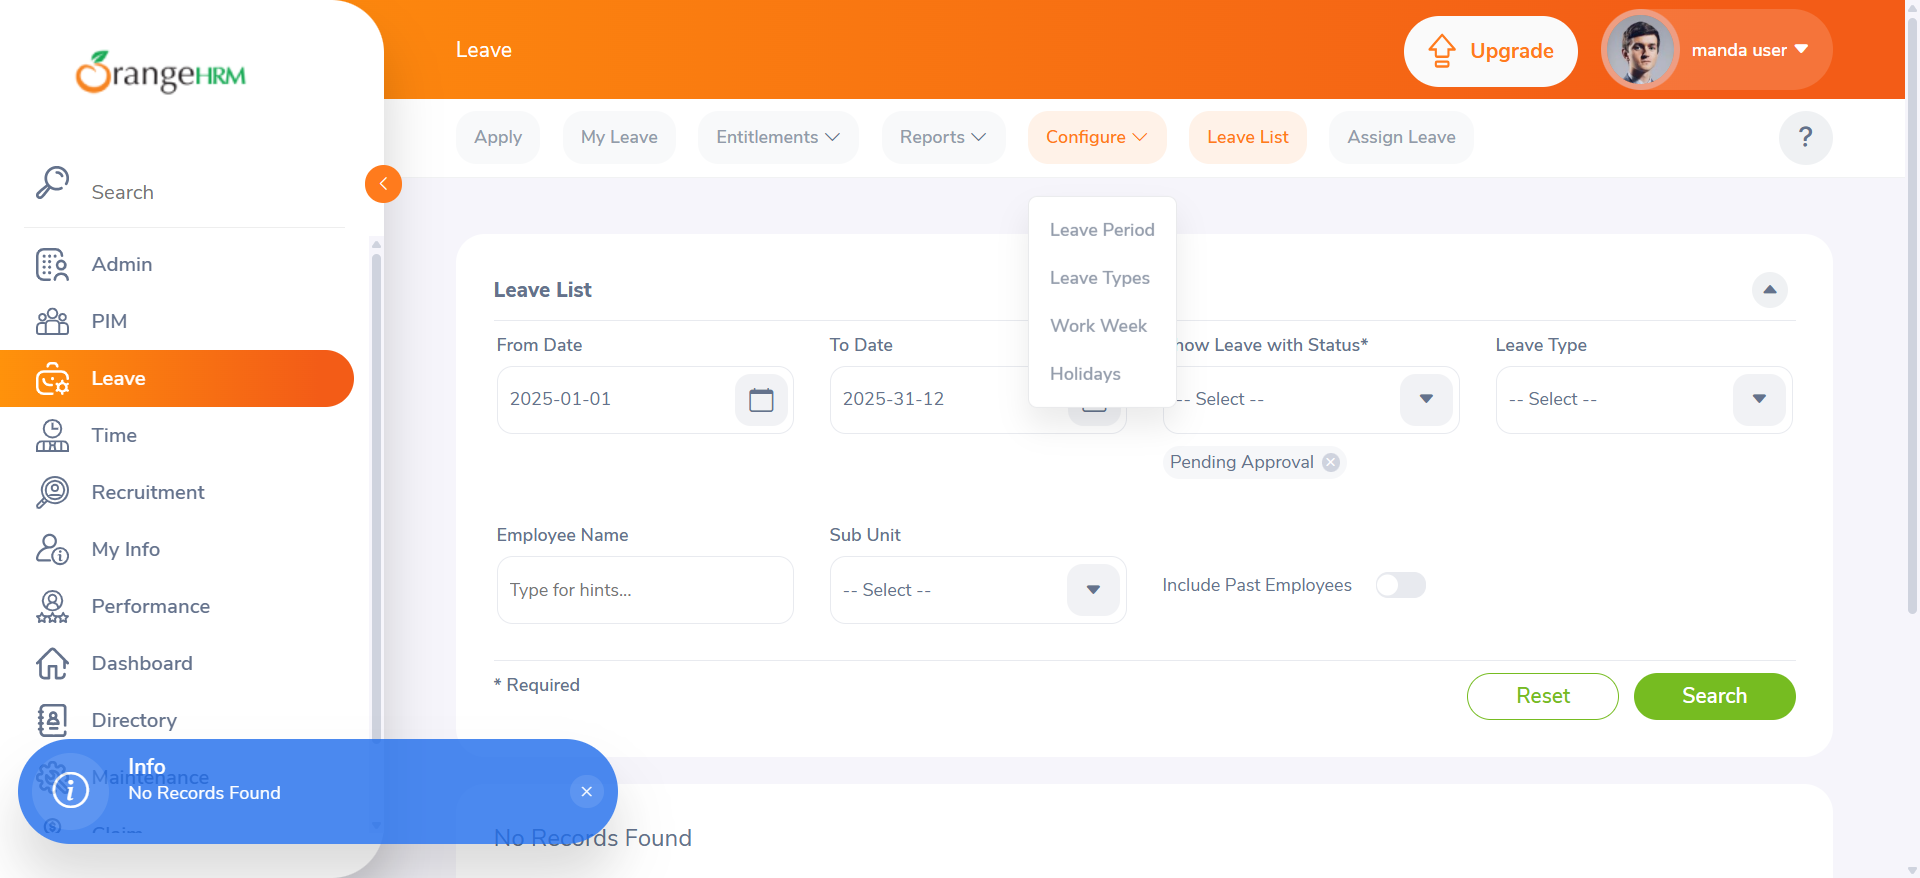 OrangeHRM
Leave
Upgrade
manda user
Apply
My Leave
Entitlements
Reports
Configure
Leave List
Assign Leave
?
Search
Admin
PIM
Leave
Time
Recruitment
My Info
Performance
Dashboard
Directory
Maintenance
Claim
Leave Period
Leave Types
Work Week
Holidays
Leave List
From Date
To Date
how Leave with Status*
Leave Type
2025-01-01
2025-31-12
-- Select --
-- Select --
Pending Approval
Employee Name
Sub Unit
Type for hints...
-- Select --
Include Past Employees
* Required
Reset
Search
Info
No Records Found
No Records Found